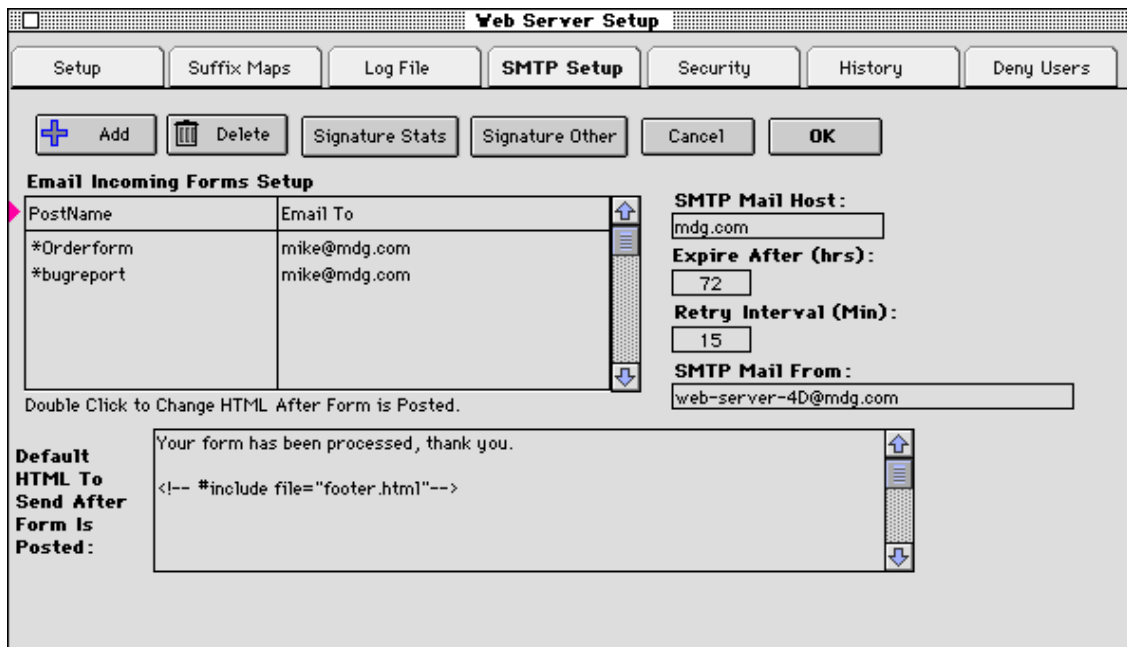 Web Server Setup
Setup Suffix Maps Log File SMTP Setup Security History Deny Users
Add Delete Signature Stats Signature Other Cancel OK
Email Incoming Forms Setup
PostName Email To
*Orderform mike@mdg.com
*bugreport mike@mdg.com
Double Click to Change HTML After Form is Posted.
SMTP Mail Host:
mdg.com
Expire After (hrs):
72
Retry Interval (Min):
15
SMTP Mail From:
web-server-4D@mdg.com
Default
HTML To
Send After
Form Is
Posted:
Your form has been processed, thank you.
<!-- #include file="footer.html"-->